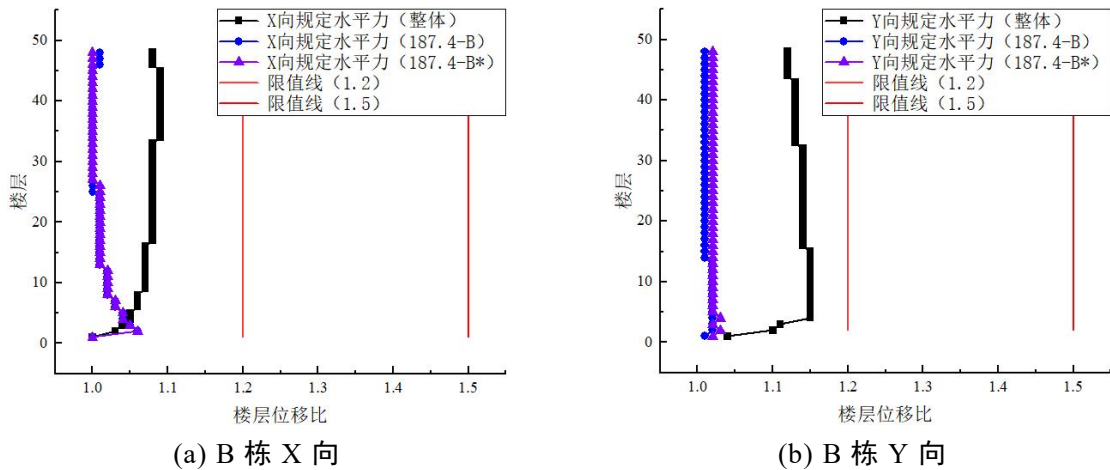 X向规定水平力（整体）
X向规定水平力（187.4-B）
X向规定水平力（187.4-B*）
限值线（1.2）
限值线（1.5）
楼层
50
40
30
20
10
0
1.0 1.1 1.2 1.3 1.4 1.5
楼层位移比
(a) B 栋 X 向
Y向规定水平力（整体）
Y向规定水平力（187.4-B）
Y向规定水平力（187.4-B*）
限值线（1.2）
限值线（1.5）
楼层
50
40
30
20
10
0
1.0 1.1 1.2 1.3 1.4 1.5
楼层位移比
(b) B 栋 Y 向